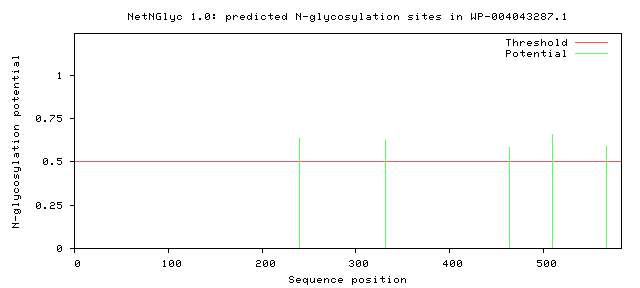 NetNGlyc 1.0: predicted N-glycosylation sites in WP-004043287.1
Threshold
Potential
N-glycosylation potential
1
0.75
0.5
0.25
0
0 100 200 300 400 500
Sequence position